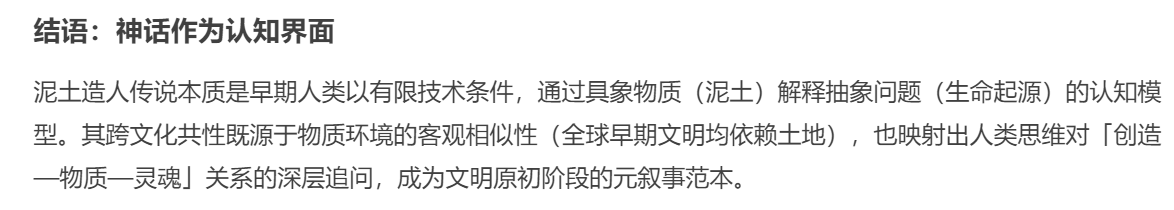 结语：神话作为认知界面
泥土造人传说本质是早期人类以有限技术条件，通过具象物质（泥土）解释抽象问题（生命起源）的认知模
型。其跨文化共性既源于物质环境的客观相似性（全球早期文明均依赖土地），也映射出人类思维对「创造
—物质—灵魂」关系的深层追问，成为文明原初阶段的元叙事范本。